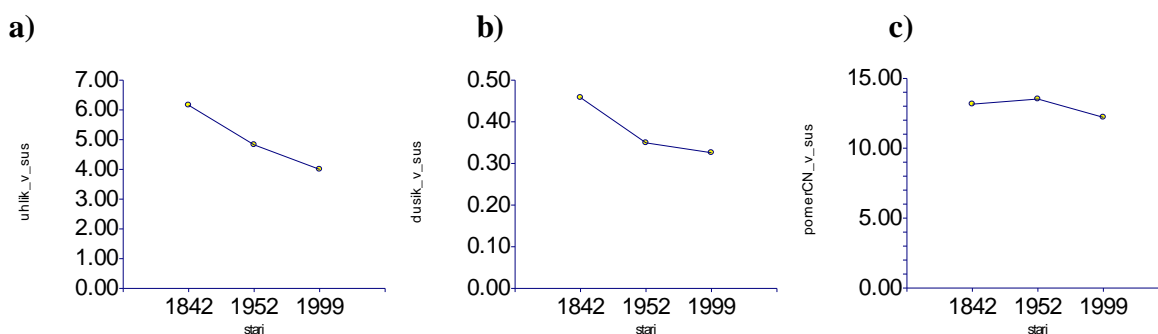 a)
uhlik_v_sus
7.00
6.00
5.00
4.00
3.00
2.00
1.00
0.00
1842 1952 1999
stari
b)
dusik_v_sus
0.50
0.40
0.30
0.20
0.10
0.00
1842 1952 1999
stari
c)
pomerCN_v_sus
15.00
10.00
5.00
0.00
1842 1952 1999
stari